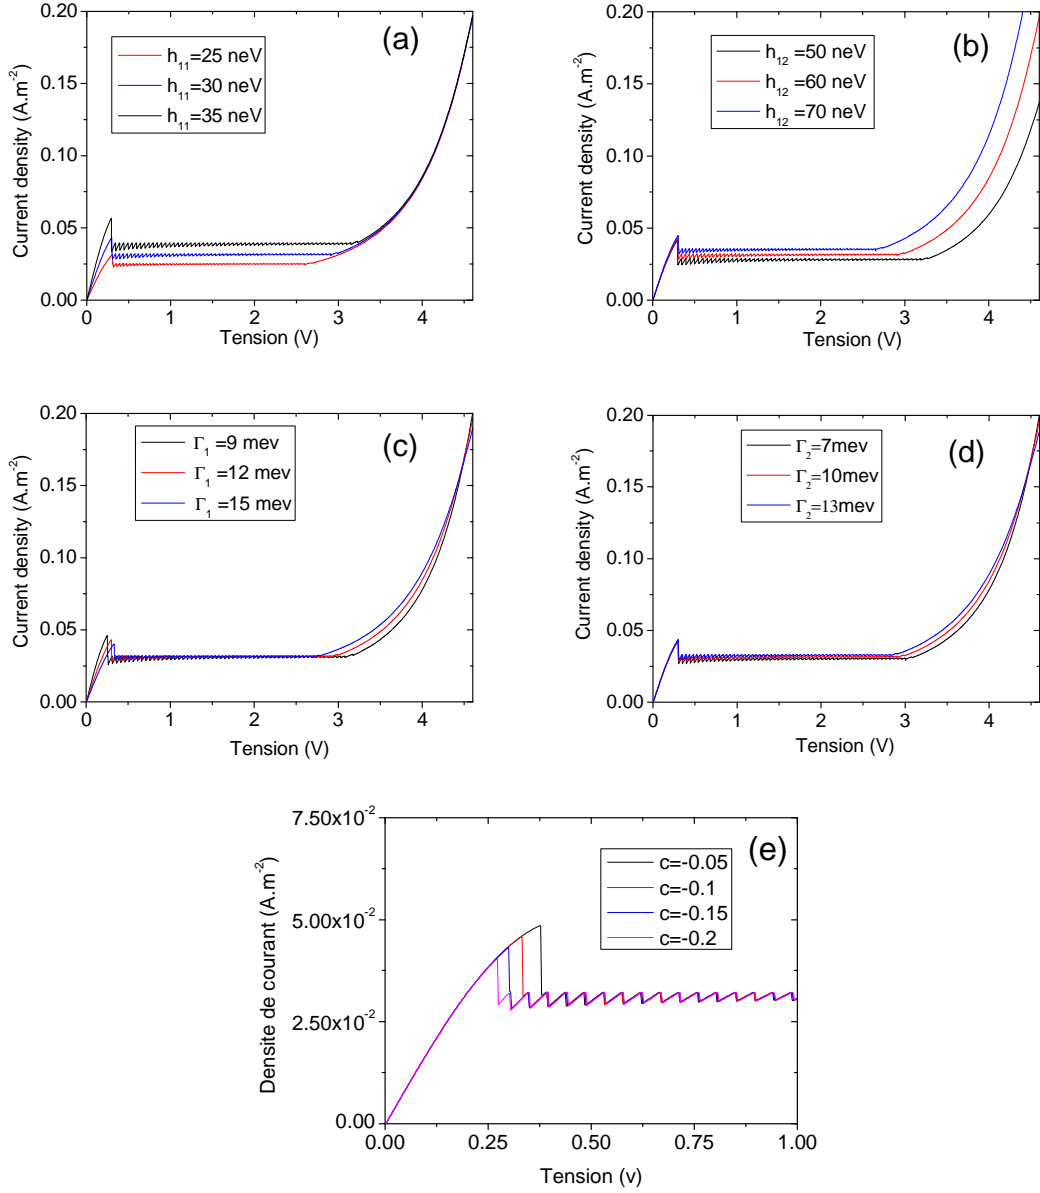 (a)
h11=25 neV
h11=30 neV
h11=35 neV
Current density (A.m-2)
0.20
0.15
0.10
0.05
0.00
0 1 2 3 4
Tension (V)
(b)
h12 =50 neV
h12 =60 neV
h12 =70 neV
Current density (A.m-2)
0.20
0.15
0.10
0.05
0.00
0 1 2 3 4
Tension (V)
(c)
Γ1 =9 mev
Γ1 =12 mev
Γ1 =15 mev
Current density (A.m-2)
0.20
0.15
0.10
0.05
0.00
0 1 2 3 4
Tension (V)
(d)
Γ2=7mev
Γ2=10mev
Γ2=13mev
Current density (A.m-2)
0.20
0.15
0.10
0.05
0.00
0 1 2 3 4
Tension (V)
(e)
c=-0.05
c=-0.1
c=-0.15
c=-0.2
Densite de courant (A.m-2)
7.50x10-2
5.00x10-2
2.50x10-2
0.00
0.00 0.25 0.50 0.75 1.00
Tension (v)